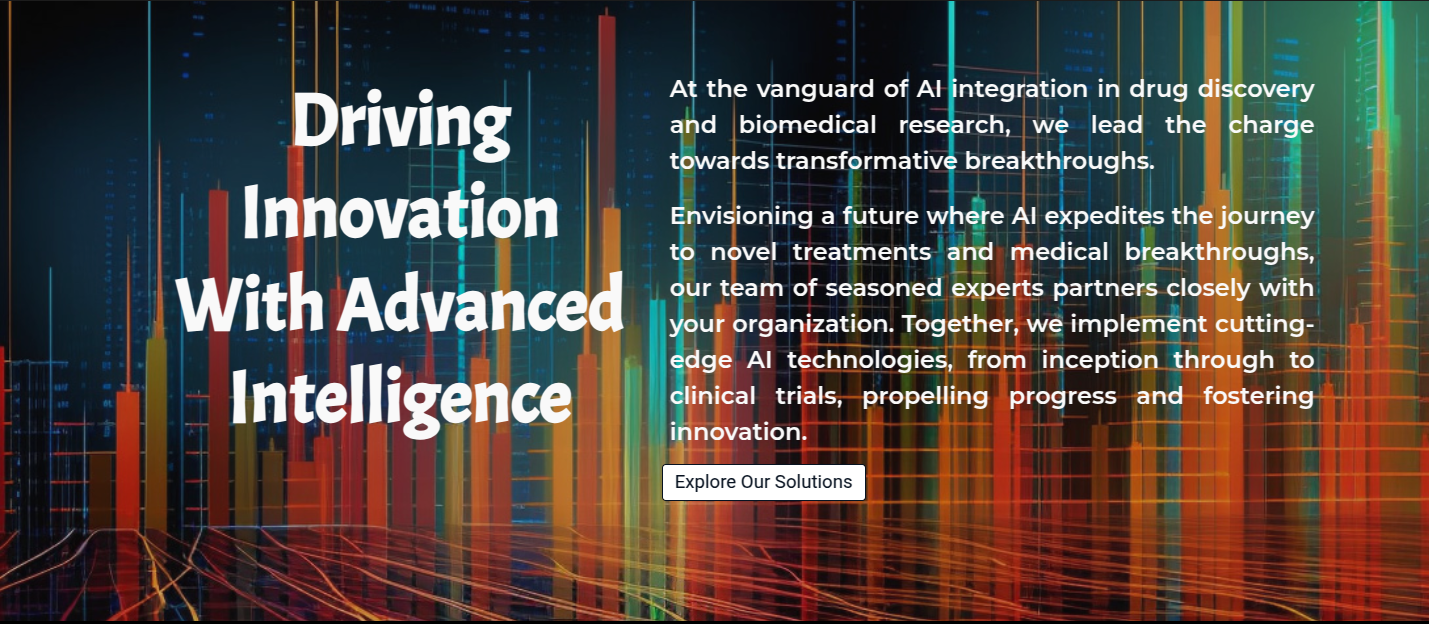 Driving
Innovation
With Advanced
Intelligence
At the vanguard of AI integration in drug discovery
and biomedical research, we lead the charge
towards transformative breakthroughs.
Envisioning a future where AI expedites the journey
to novel treatments and medical breakthroughs,
our team of seasoned experts partners closely with
your organization. Together, we implement cutting-
edge AI technologies, from inception through to
clinical trials, propelling progress and fostering
innovation.
Explore Our Solutions